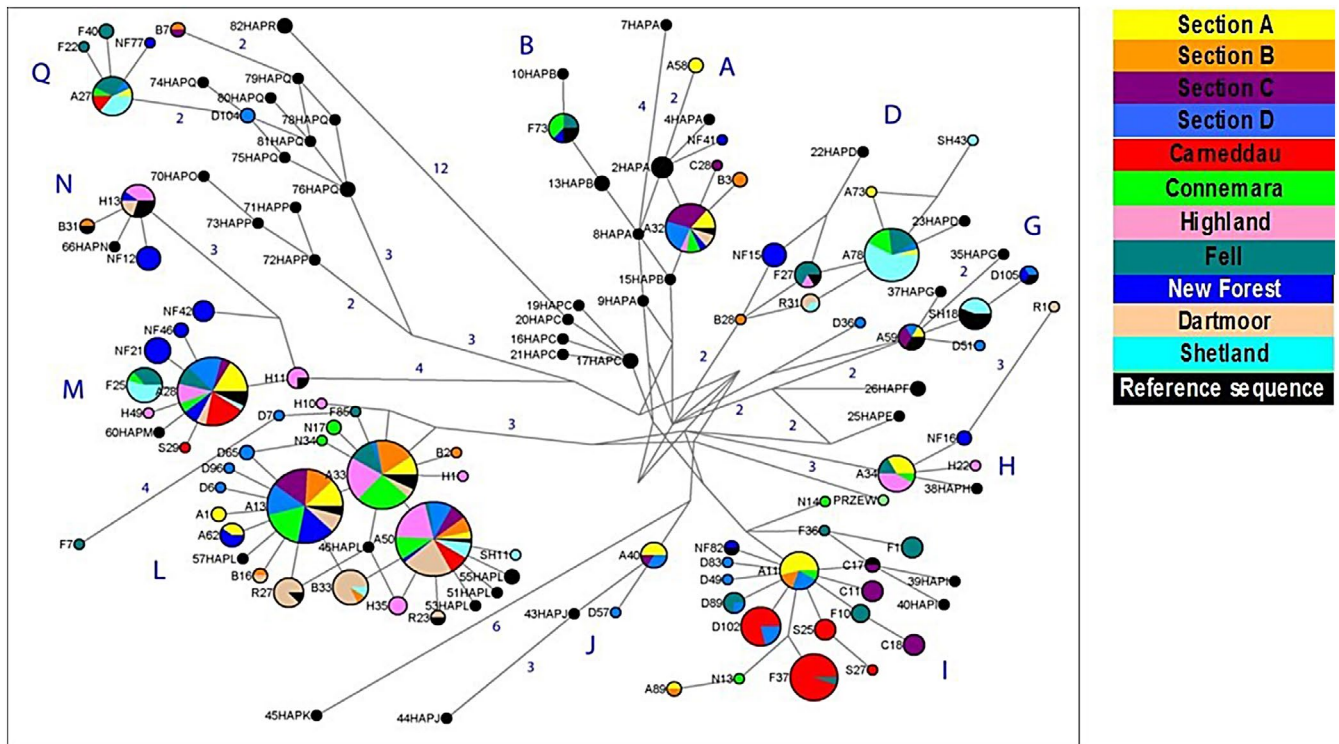 Q
B
A
D
N
G
M
H
L
J
I
F40
B7
82HAPR
7HAPA
F22
NF77
2
A58
74HAPQ
79HAPQ
10HAPB
A27
80HAPQ
4
2
4HAPA
2
D104
78HAPQ
F73
NF41
SH43
81HAPQ
22HAPD
75HAPQ
2HAPA
C28
12
70HAPO
76HAPQ
13HAPB
B3
A73
H13
71HAPP
73HAPP
23HAPD
B31
8HAPA
A32
66HAPN
3
NF15
A78
35HAPG
NF12
72HAPP
3
15HAPB
F27
2
D105
2
9HAPA
R31
37HAPG
NF42
19HAPC
SH18
R1
NF46
20HAPC
B28
D36
NF21
3
16HAPC
A59
D51
21HAPC
17HAPC
2
3
F25
A28
H11
4
2
26HAPF
H49
H10
2
60HAPM
D7
F85
2
25HAPE
S29
N17
3
N34
NF16
D65
B2
D96
A33
H1
3
A34
H22
D6
38HAPH
4
A13
N14
PRZEW
A1
A50
F36
F7
A62
46HAPL
NF82
F1
57HAPL
SH11
A40
D83
A11
C17
B16
55HAPL
D49
39HAPI
R27
B33
51HAPL
D89
C11
40HAPI
H35
53HAPL
43HAPJ
D57
F10
R23
6
D102
S25
C18
3
S27
N13
F37
A89
45HAPK
44HAPJ
Section A
Section B
Section C
Section D
Carneddau
Connemara
Highland
Fell
New Forest
Dartmoor
Shetland
Reference sequence